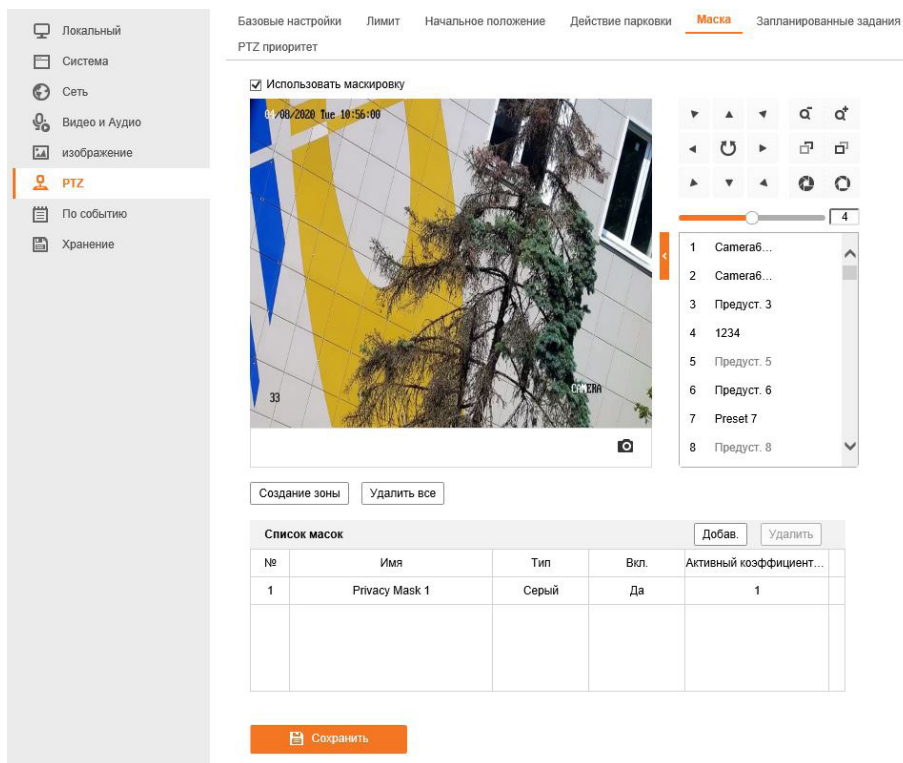 Локальный
Система
Сеть
Видео и Аудио
изображение
PTZ
По событию
Хранение
Базовые настройки Лимит Начальное положение Действие парковки Маска Запланированные задания
PTZ приоритет
Использовать маскировку
04/08/2020 Tue 10:56:00
33
CAMERA
4
1 Camera6...
2 Camera6...
3 Предуст. 3
4 1234
5 Предуст. 5
6 Предуст. 6
7 Preset 7
8 Предуст. 8
Создание зоны Удалить все
Список масок Добав. Удалить
№ Имя Тип Вкл. Активный коэффициент...
1 Privacy Mask 1 Серый Да 1
Сохранить